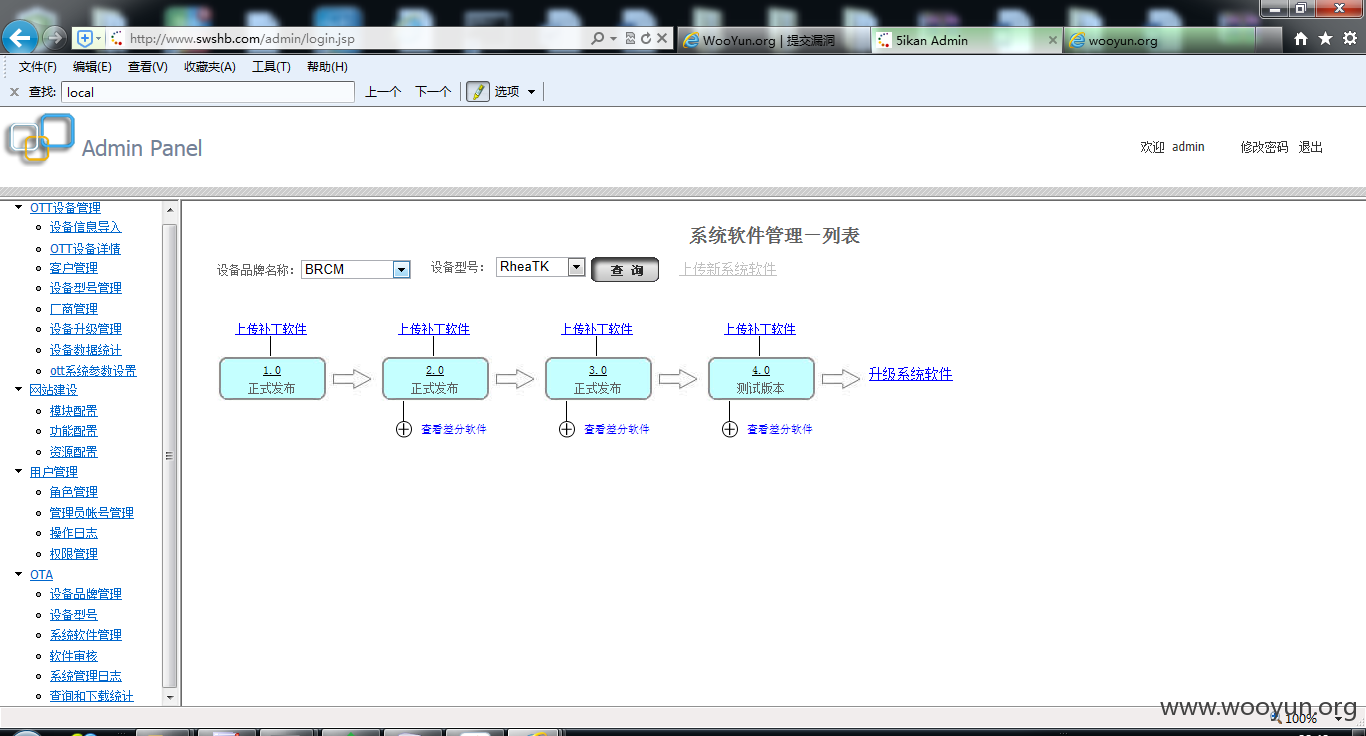 http://www.swshb.com/admin/login.jsp
WooYun.org | 提交漏洞
5ikan Admin
wooyun.org
文件(F) 编辑(E) 查看(V) 收藏夹(A) 工具(T) 帮助(H)
查找: local 上一个 下一个 选项
Admin Panel
欢迎 admin 修改密码 退出
OTT设备管理
设备信息导入
OTT设备详情
客户管理
设备型号管理
厂商管理
设备升级管理
设备数据统计
ott系统参数设置
网站建设
模块配置
功能配置
资源配置
用户管理
角色管理
管理员帐号管理
操作日志
权限管理
OTA
设备品牌管理
设备型号
系统软件管理
软件审核
系统管理日志
查询和下载统计
系统软件管理－列表
设备品牌名称: BRCM 设备型号: RheaTK 查 询 上传新系统软件
上传补丁软件 上传补丁软件 上传补丁软件 上传补丁软件
1.0 2.0 3.0 4.0
正式发布 正式发布 正式发布 测试版本
升级系统软件
查看差分软件 查看差分软件 查看差分软件
www.wooyun.org
100%